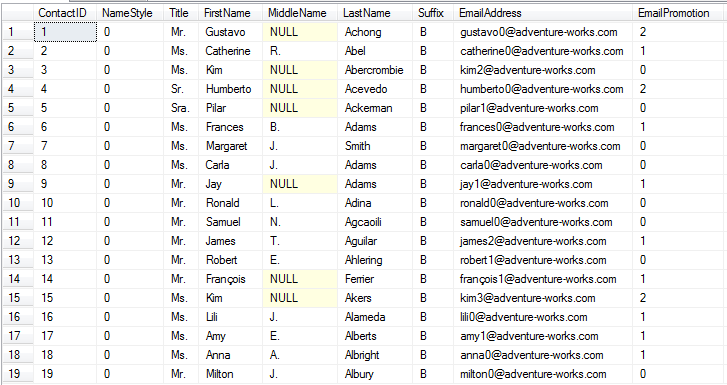 ContactID NameStyle Title FirstName MiddleName LastName Suffix EmailAddress EmailPromotion
1 1 0 Mr. Gustavo NULL Achong B gustavo0@adventure-works.com 2
2 2 0 Ms. Catherine R. Abel B catherine0@adventure-works.com 1
3 3 0 Ms. Kim NULL Abercrombie B kim2@adventure-works.com 0
4 4 0 Sr. Humberto NULL Acevedo B humberto0@adventure-works.com 2
5 5 0 Sra. Pilar NULL Ackerman B pilar1@adventure-works.com 0
6 6 0 Ms. Frances B. Adams B frances0@adventure-works.com 1
7 7 0 Ms. Margaret J. Smith B margaret0@adventure-works.com 0
8 8 0 Ms. Carla J. Adams B carla0@adventure-works.com 0
9 9 0 Mr. Jay NULL Adams B jay1@adventure-works.com 1
10 10 0 Mr. Ronald L. Adina B ronald0@adventure-works.com 0
11 11 0 Mr. Samuel N. Agcaoili B samuel0@adventure-works.com 0
12 12 0 Mr. James T. Aguilar B james2@adventure-works.com 1
13 13 0 Mr. Robert E. Ahlering B robert1@adventure-works.com 0
14 14 0 Mr. François NULL Ferrier B françois1@adventure-works.com 1
15 15 0 Ms. Kim NULL Akers B kim3@adventure-works.com 2
16 16 0 Ms. Lili J. Alameda B lili0@adventure-works.com 1
17 17 0 Ms. Amy E. Alberts B amy1@adventure-works.com 1
18 18 0 Ms. Anna A. Albright B anna0@adventure-works.com 1
19 19 0 Mr. Milton J. Albury B milton0@adventure-works.com 0